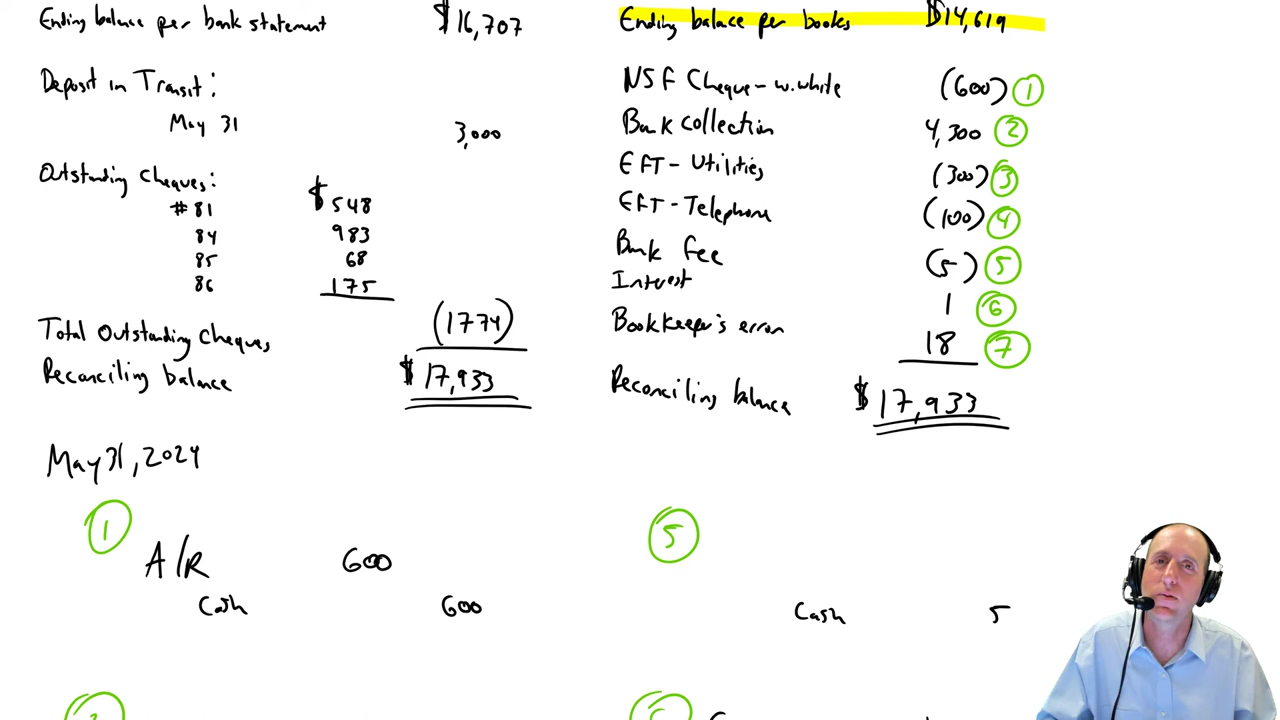 Ending balance per bank statement $16,707
Deposit in Transit:
May 31 3,000
Outstanding Cheques:
#81 $548
84 983
85 68
86 175
Total Outstanding Cheques (1774)
Reconciling balance $17,933
Ending balance per books $14,619
NSF Cheque - W. White (600) 1
Bank Collection 4,300 2
EFT - Utilities (300) 3
EFT - Telephone (100) 4
Bank Fee (5) 5
Interest 1 6
Bookkeeper's error 18 7
Reconciling balance $17,933
May 31, 2024
1
A/R 600
Cash 600
5
Cash 5